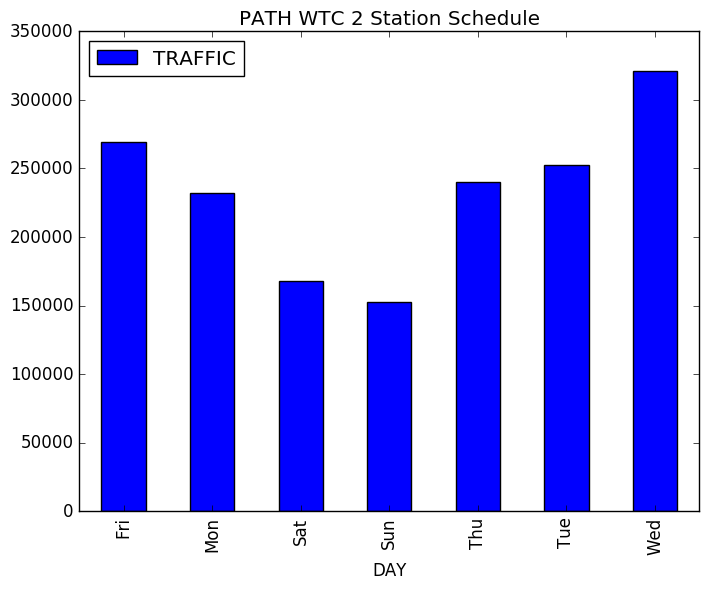 PATH WTC 2 Station Schedule
TRAFFIC
350000
300000
250000
200000
150000
100000
50000
0
Fri
Mon
Sat
Sun
Thu
Tue
Wed
DAY